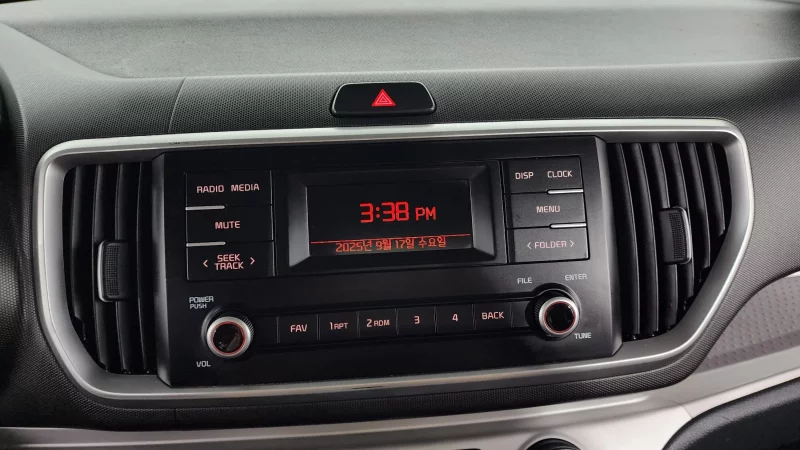 RADIO MEDIA
MUTE
< SEEK TRACK >
3:38 PM
2025년 9월 17일 수요일
DISP CLOCK
MENU
< FOLDER >
POWER
PUSH
VOL
FAV
1 RPT
2 RDM
3
4
BACK
FILE
ENTER
TUNE